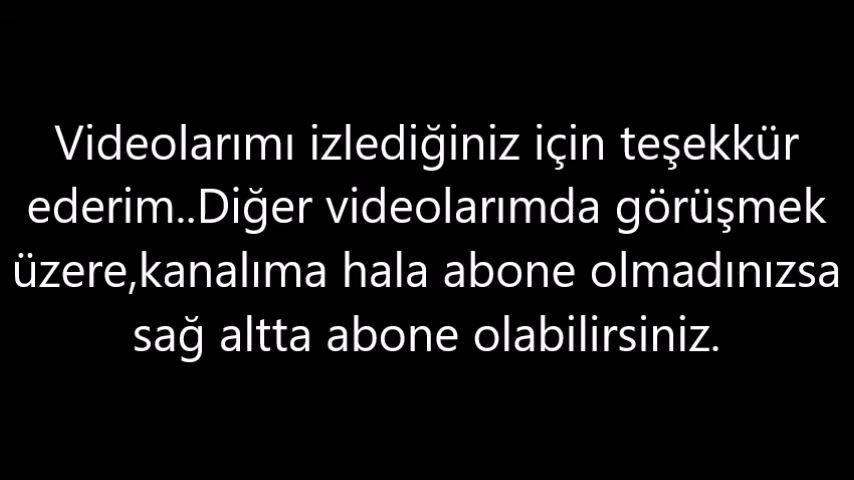 Videolarımı izlediğiniz için teşekkür
ederim..Diğer videolarımda görüşmek
üzere,kanalıma hala abone olmadınızsa
sağ altta abone olabilirsiniz.